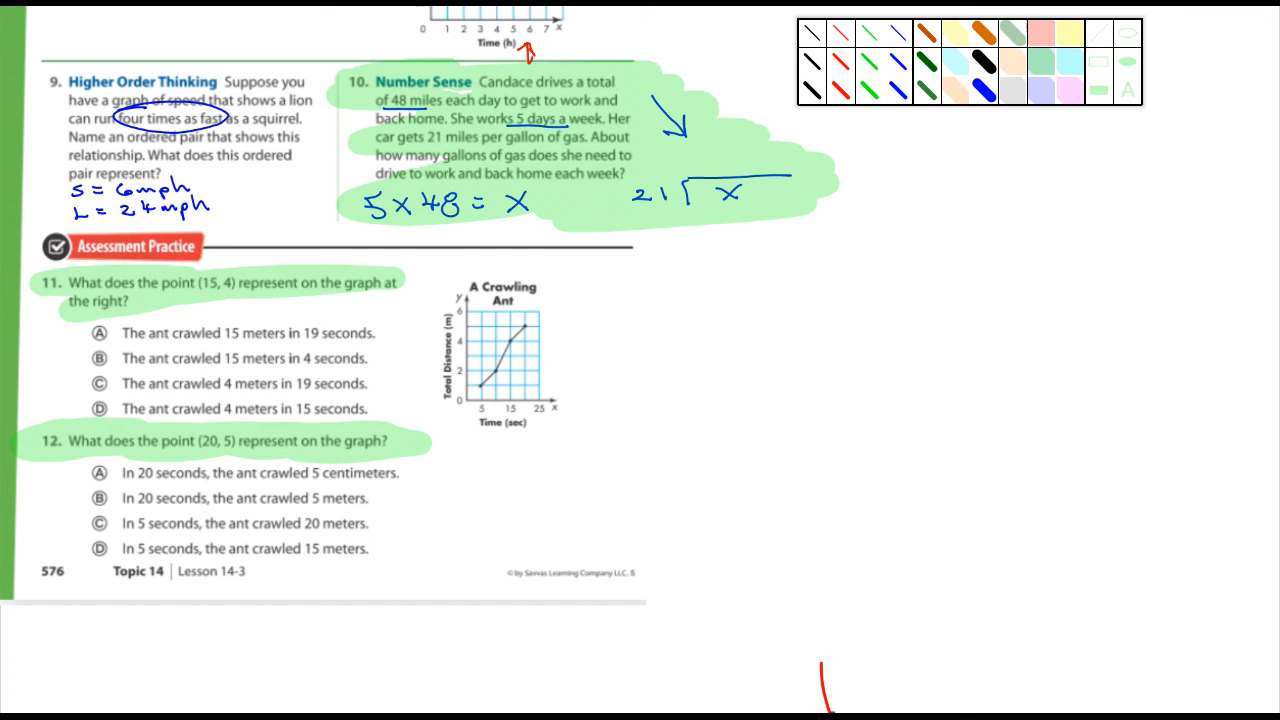 0 1 2 3 4 5 6 7 x
Time (h)
9. Higher Order Thinking Suppose you
have a graph of speed that shows a lion
can run four times as fast as a squirrel.
Name an ordered pair that shows this
relationship. What does this ordered
pair represent?
S = 6mph
L = 24mph
10. Number Sense Candace drives a total
of 48 miles each day to get to work and
back home. She works 5 days a week. Her
car gets 21 miles per gallon of gas. About
how many gallons of gas does she need to
drive to work and back home each week?
5 x 48 = x
21 x
Assessment Practice
11. What does the point (15, 4) represent on the graph at
the right?
A The ant crawled 15 meters in 19 seconds.
B The ant crawled 15 meters in 4 seconds.
C The ant crawled 4 meters in 19 seconds.
D The ant crawled 4 meters in 15 seconds.
A Crawling
Ant
y
6
4
2
0
Total Distance (m)
5 15 25 x
Time (sec)
12. What does the point (20, 5) represent on the graph?
A In 20 seconds, the ant crawled 5 centimeters.
B In 20 seconds, the ant crawled 5 meters.
C In 5 seconds, the ant crawled 20 meters.
D In 5 seconds, the ant crawled 15 meters.
576 Topic 14 | Lesson 14-3
© by Savvas Learning Company LLC. 5
A